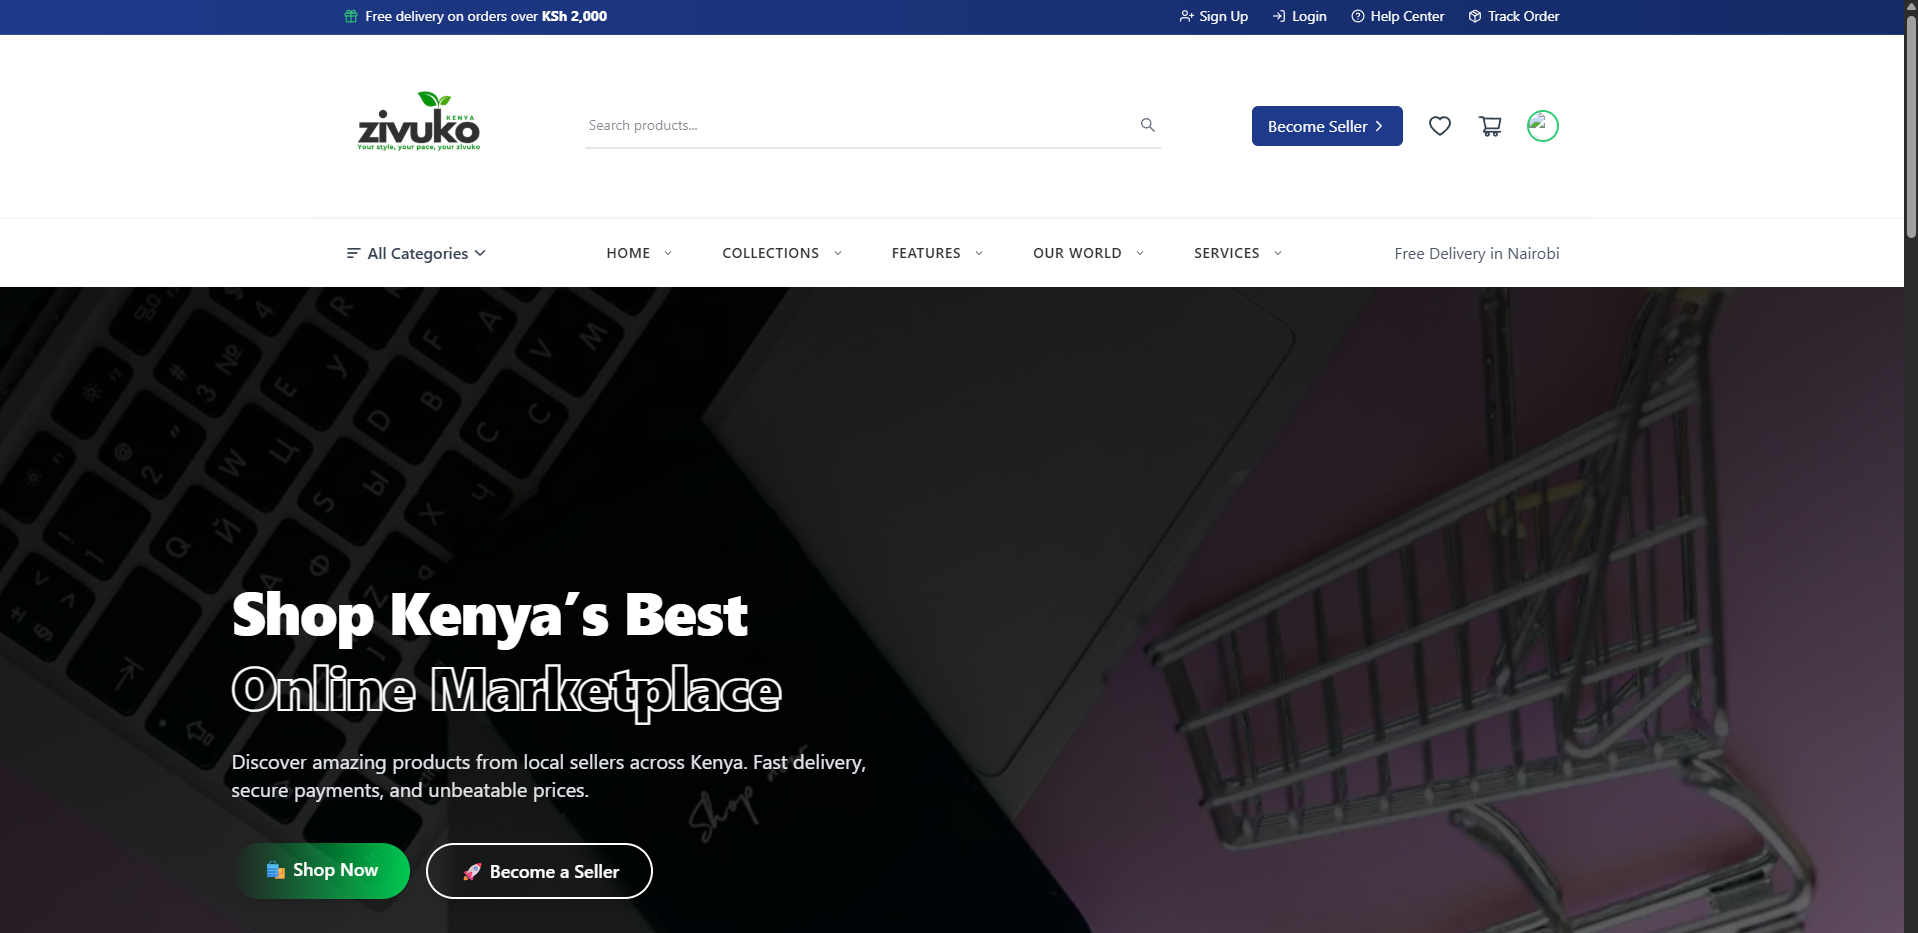 Free delivery on orders over KSh 2,000
Sign Up
Login
Help Center
Track Order
zivuko
KENYA
Your style, your pace, your zivuko
Search products...
Become Seller
All Categories
HOME
COLLECTIONS
FEATURES
OUR WORLD
SERVICES
Free Delivery in Nairobi
Shop Kenya’s Best
Online Marketplace
Discover amazing products from local sellers across Kenya. Fast delivery,
secure payments, and unbeatable prices.
Shop now
Shop Now
Become a Seller